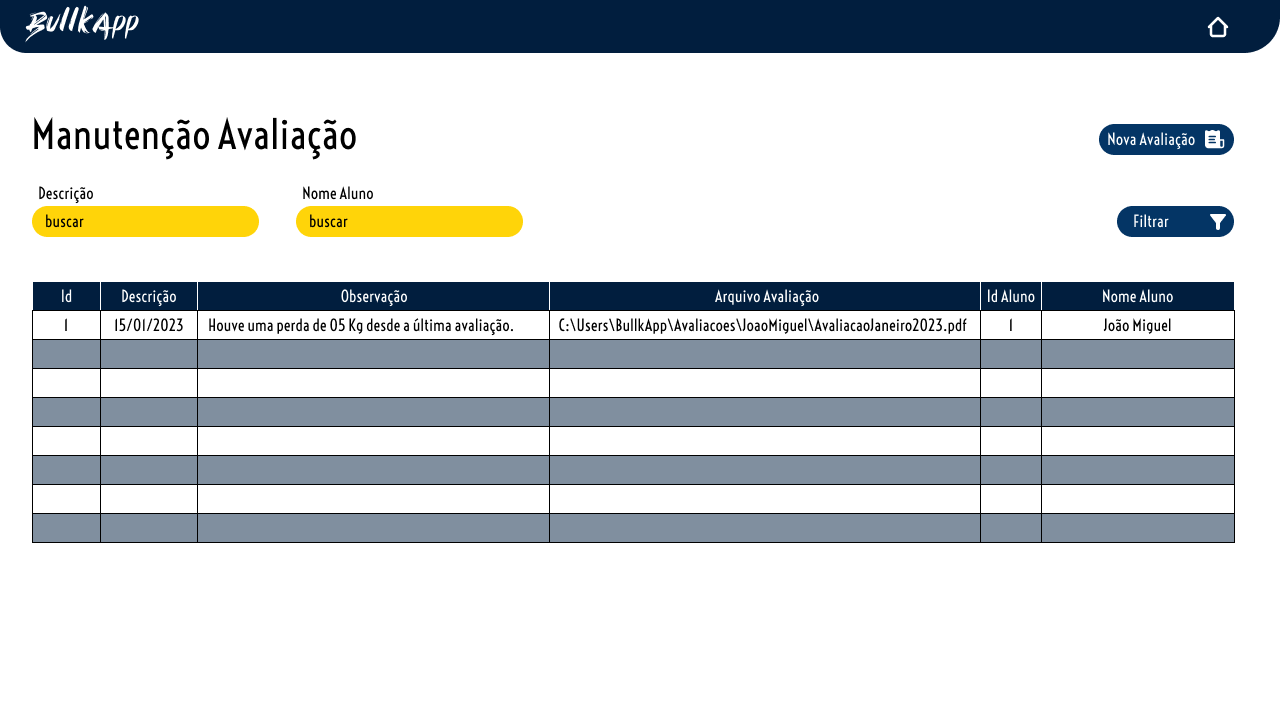 BullkApp
Manutenção Avaliação
Nova Avaliação
Descrição Nome Aluno
buscar buscar Filtrar
Id Descrição Observação Arquivo Avaliação Id Aluno Nome Aluno
1 15/01/2023 Houve uma perda de 05 Kg desde a última avaliação. C:\Users\BullkApp\Avaliacoes\JoaoMiguel\AvaliacaoJaneiro2023.pdf 1 João Miguel